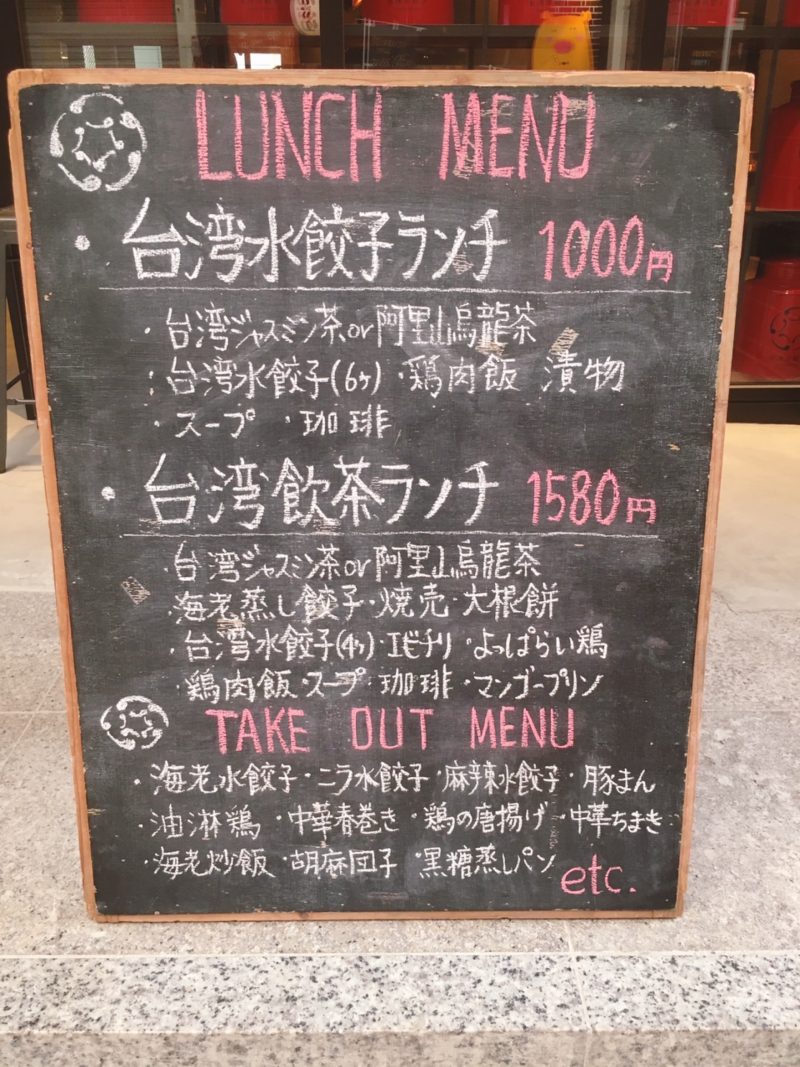 LUNCH MENU
・台湾水餃子ランチ 1000円
・台湾ジャスミン茶or阿里山烏龍茶
・台湾水餃子(6ヶ)・鶏肉飯 漬物
・スープ ・珈琲
・台湾飲茶ランチ 1580円
・台湾ジャスミン茶or阿里山烏龍茶
海老蒸し餃子・焼売・大根餅
・台湾水餃子(4ヶ)・エビチリ・よっぱらい鶏
・鶏肉飯・スープ・珈琲・マンゴープリン
TAKE OUT MENU
・海老水餃子・ニラ水餃子・麻辣水餃子・豚まん
・油淋鶏・中華春巻き・鶏の唐揚げ・中華ちまき
・海老炒飯・胡麻団子・黒糖蒸しパン etc.